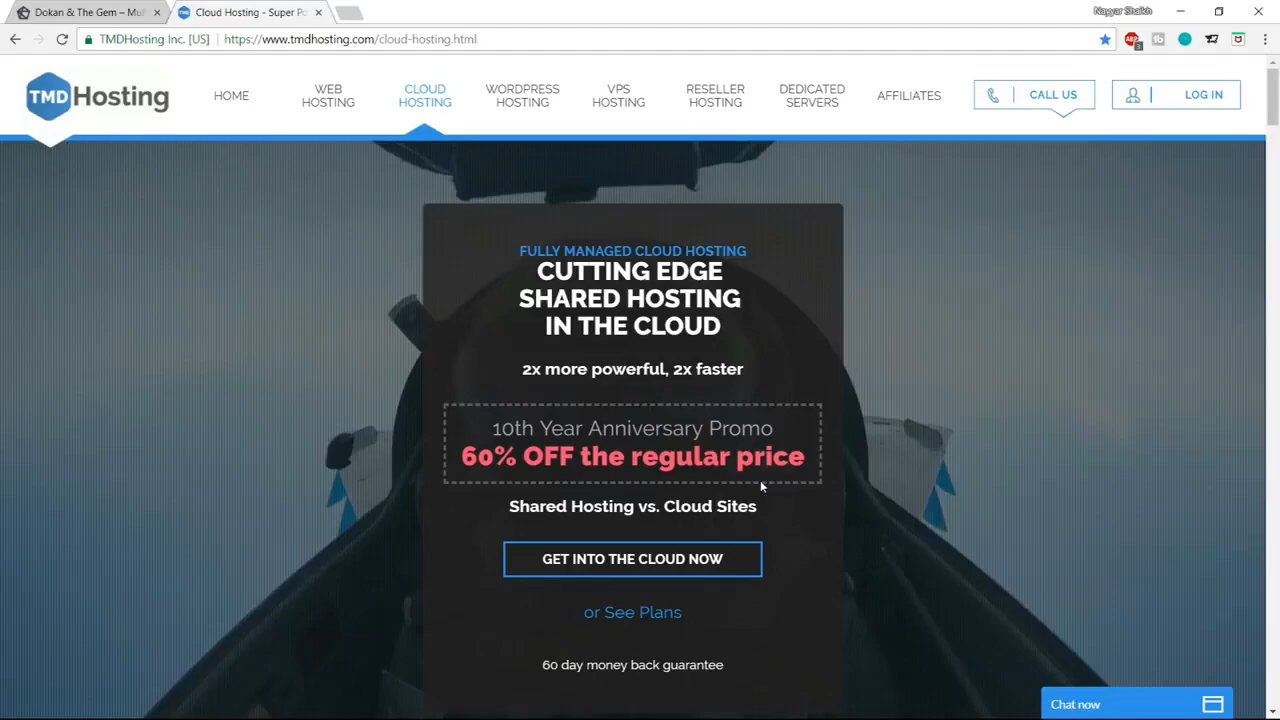 Dokan & The Gem – Mul
Cloud Hosting - Super Po
Nayyar Shaikh
TMDHosting Inc. [US]
https://www.tmdhosting.com/cloud-hosting.html
ABP
3
tb
TMDHosting
HOME
WEB
HOSTING
CLOUD
HOSTING
WORDPRESS
HOSTING
VPS
HOSTING
RESELLER
HOSTING
DEDICATED
SERVERS
AFFILIATES
CALL US
LOG IN
FULLY MANAGED CLOUD HOSTING
CUTTING EDGE
SHARED HOSTING
IN THE CLOUD
2x more powerful, 2x faster
10th Year Anniversary Promo
60% OFF the regular price
Shared Hosting vs. Cloud Sites
GET INTO THE CLOUD NOW
or See Plans
60 day money back guarantee
Chat now